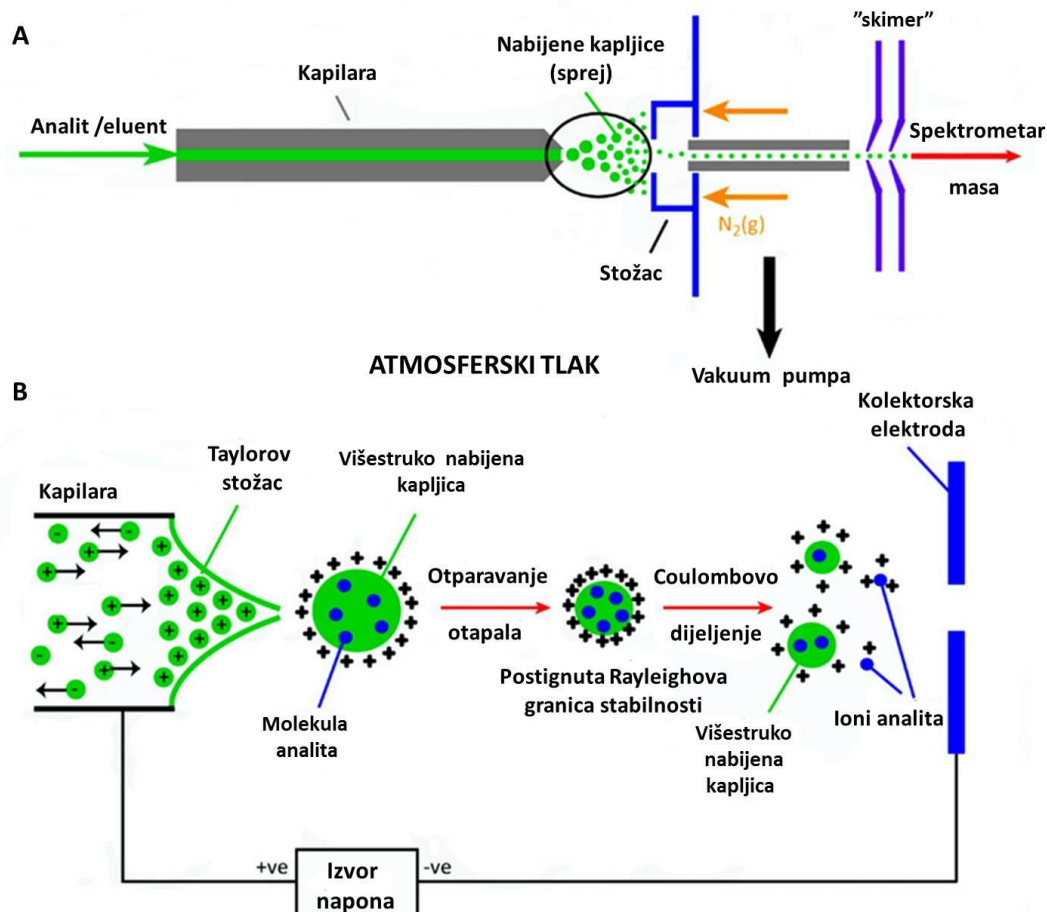 A
”skimer”
Nabijene kapljice
(sprej)
Kapilara
Analit /eluent
Spektrometar
masa
N₂(g)
Stožac
ATMOSFERSKI TLAK
Vakuum pumpa
B
Kolektorska
elektroda
Taylorov
stožac
Višestruko nabijena
kapljica
Kapilara
Otparavanje
otapala
Coulombovo
dijeljenje
Postignuta Rayleighova
granica stabilnosti
Molekula
analita
Ioni analita
Višestruko
nabijena
kapljica
+ve
Izvor
napona
-ve